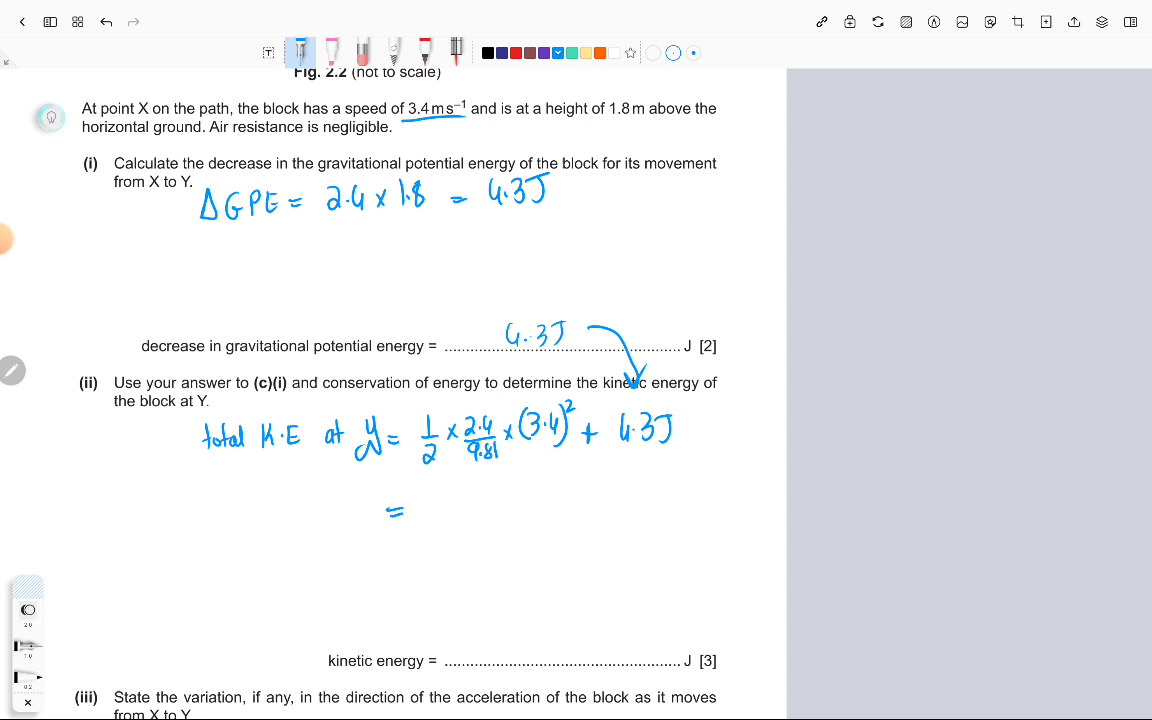 Fig. 2.2 (not to scale)
At point X on the path, the block has a speed of 3.4 m s⁻¹ and is at a height of 1.8 m above the
horizontal ground. Air resistance is negligible.
(i) Calculate the decrease in the gravitational potential energy of the block for its movement
from X to Y.
ΔGPE = 2.4 × 1.8 = 4.3J
4.3J
decrease in gravitational potential energy = ........................................................ J [2]
(ii) Use your answer to (c)(i) and conservation of energy to determine the kinetic energy of
the block at Y.
total K.E at y = 1/2 × 2.4/9.81 × (3.4)² + 4.3J
=
kinetic energy = ........................................................ J [3]
(iii) State the variation, if any, in the direction of the acceleration of the block as it moves
from X to Y.
2.0
1.0
0.2